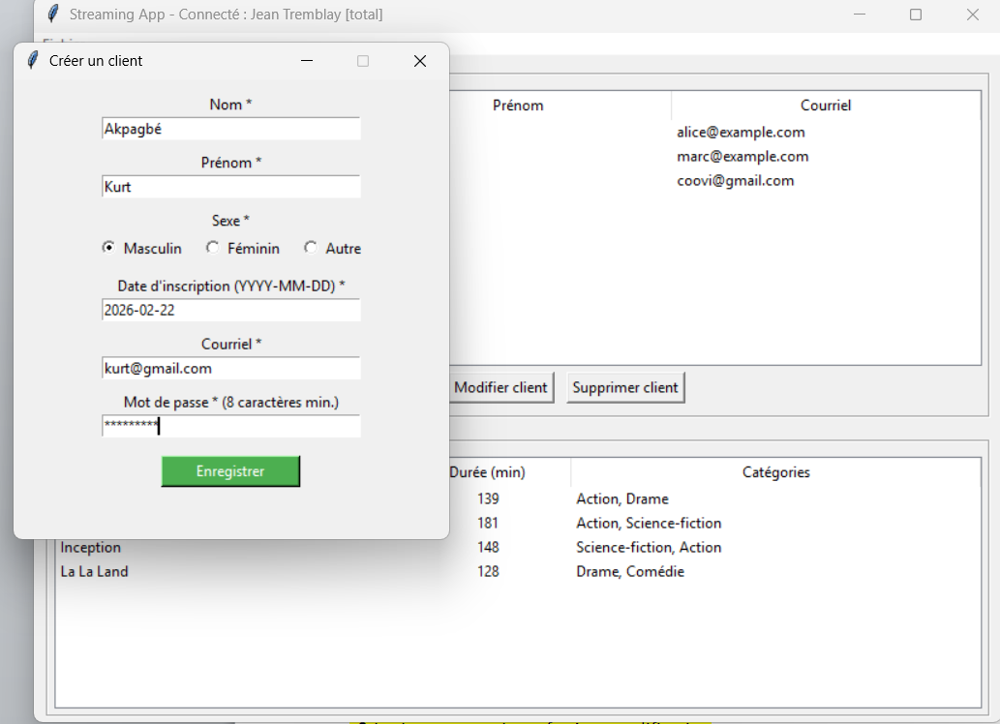 Streaming App - Connecté : Jean Tremblay [total]
Créer un client
Nom *
Akpagbé
Prénom *
Kurt
Sexe *
Masculin Féminin Autre
Date d'inscription (YYYY-MM-DD) *
2026-02-22
Courriel *
kurt@gmail.com
Mot de passe * (8 caractères min.)
*********
Enregistrer
Prénom Courriel
alice@example.com
marc@example.com
coovi@gmail.com
Modifier client Supprimer client
Durée (min) Catégories
139 Action, Drame
181 Action, Science-fiction
Inception 148 Science-fiction, Action
La La Land 128 Drame, Comédie